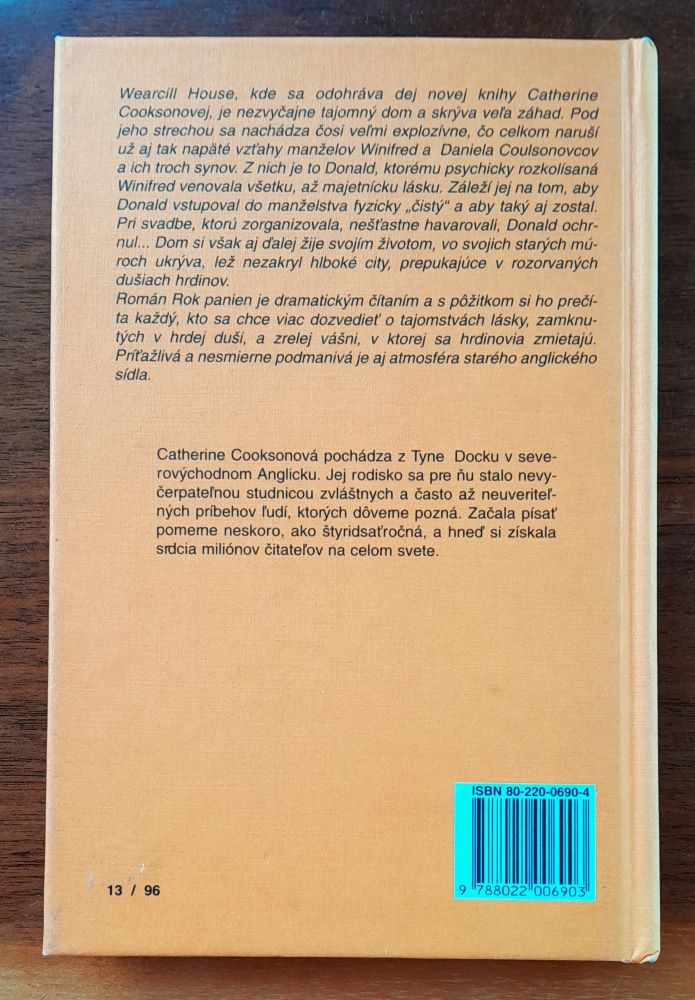 Wearcill House, kde sa odohráva dej novej knihy Catherine
Cooksonovej, je nezvyčajne tajomný dom a skrýva veľa záhad. Pod
jeho strechou sa nachádza čosi veľmi explozívne, čo celkom naruší
už aj tak napäté vzťahy manželov Winifred a Daniela Coulsonovcov
a ich troch synov. Z nich je to Donald, ktorému psychicky rozkolísaná
Winifred venovala všetku, až majetnícku lásku. Záleží jej na tom, aby
Donald vstupoval do manželstva fyzicky „čistý“ a aby taký aj zostal.
Pri svadbe, ktorú zorganizovala, nešťastne havarovali, Donald ochr-
nul... Dom si však aj ďalej žije svojím životom, vo svojich starých mú-
roch ukrýva, lež nezakryl hlboké city, prepukajúce v rozorvaných
dušiach hrdinov.
Román Rok panien je dramatickým čítaním a s pôžitkom si ho prečí-
ta každý, kto sa chce viac dozvedieť o tajomstvách lásky, zamknu-
tých v hrdej duši, a zrelej vášni, v ktorej sa hrdinovia zmietajú.
Príťažlivá a nesmierne podmanivá je aj atmosféra starého anglického
sídla.
Catherine Cooksonová pochádza z Tyne Docku v seve-
rovýchodnom Anglicku. Jej rodisko sa pre ňu stalo nevy-
čerpateľnou studnicou zvláštnych a často až neuveriteľ-
ných príbehov ľudí, ktorých dôverne pozná. Začala písať
pomerne neskoro, ako štyridsaťročná, a hneď si získala
srdcia miliónov čitateľov na celom svete.
ISBN 80-220-0690-4
9 788022 006903
13 / 96